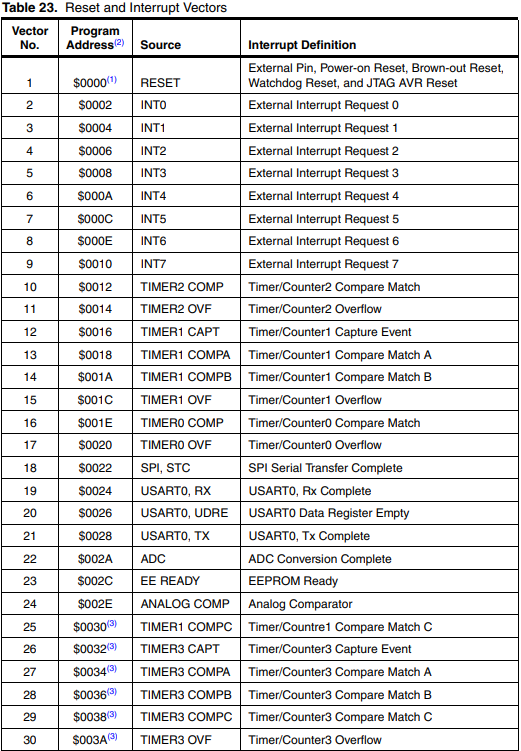 Table 23. Reset and Interrupt Vectors
Vector No. Program Address(2) Source Interrupt Definition
1 $0000(1) RESET External Pin, Power-on Reset, Brown-out Reset,
Watchdog Reset, and JTAG AVR Reset
2 $0002 INT0 External Interrupt Request 0
3 $0004 INT1 External Interrupt Request 1
4 $0006 INT2 External Interrupt Request 2
5 $0008 INT3 External Interrupt Request 3
6 $000A INT4 External Interrupt Request 4
7 $000C INT5 External Interrupt Request 5
8 $000E INT6 External Interrupt Request 6
9 $0010 INT7 External Interrupt Request 7
10 $0012 TIMER2 COMP Timer/Counter2 Compare Match
11 $0014 TIMER2 OVF Timer/Counter2 Overflow
12 $0016 TIMER1 CAPT Timer/Counter1 Capture Event
13 $0018 TIMER1 COMPA Timer/Counter1 Compare Match A
14 $001A TIMER1 COMPB Timer/Counter1 Compare Match B
15 $001C TIMER1 OVF Timer/Counter1 Overflow
16 $001E TIMER0 COMP Timer/Counter0 Compare Match
17 $0020 TIMER0 OVF Timer/Counter0 Overflow
18 $0022 SPI, STC SPI Serial Transfer Complete
19 $0024 USART0, RX USART0, Rx Complete
20 $0026 USART0, UDRE USART0 Data Register Empty
21 $0028 USART0, TX USART0, Tx Complete
22 $002A ADC ADC Conversion Complete
23 $002C EE READY EEPROM Ready
24 $002E ANALOG COMP Analog Comparator
25 $0030(3) TIMER1 COMPC Timer/Countre1 Compare Match C
26 $0032(3) TIMER3 CAPT Timer/Counter3 Capture Event
27 $0034(3) TIMER3 COMPA Timer/Counter3 Compare Match A
28 $0036(3) TIMER3 COMPB Timer/Counter3 Compare Match B
29 $0038(3) TIMER3 COMPC Timer/Counter3 Compare Match C
30 $003A(3) TIMER3 OVF Timer/Counter3 Overflow